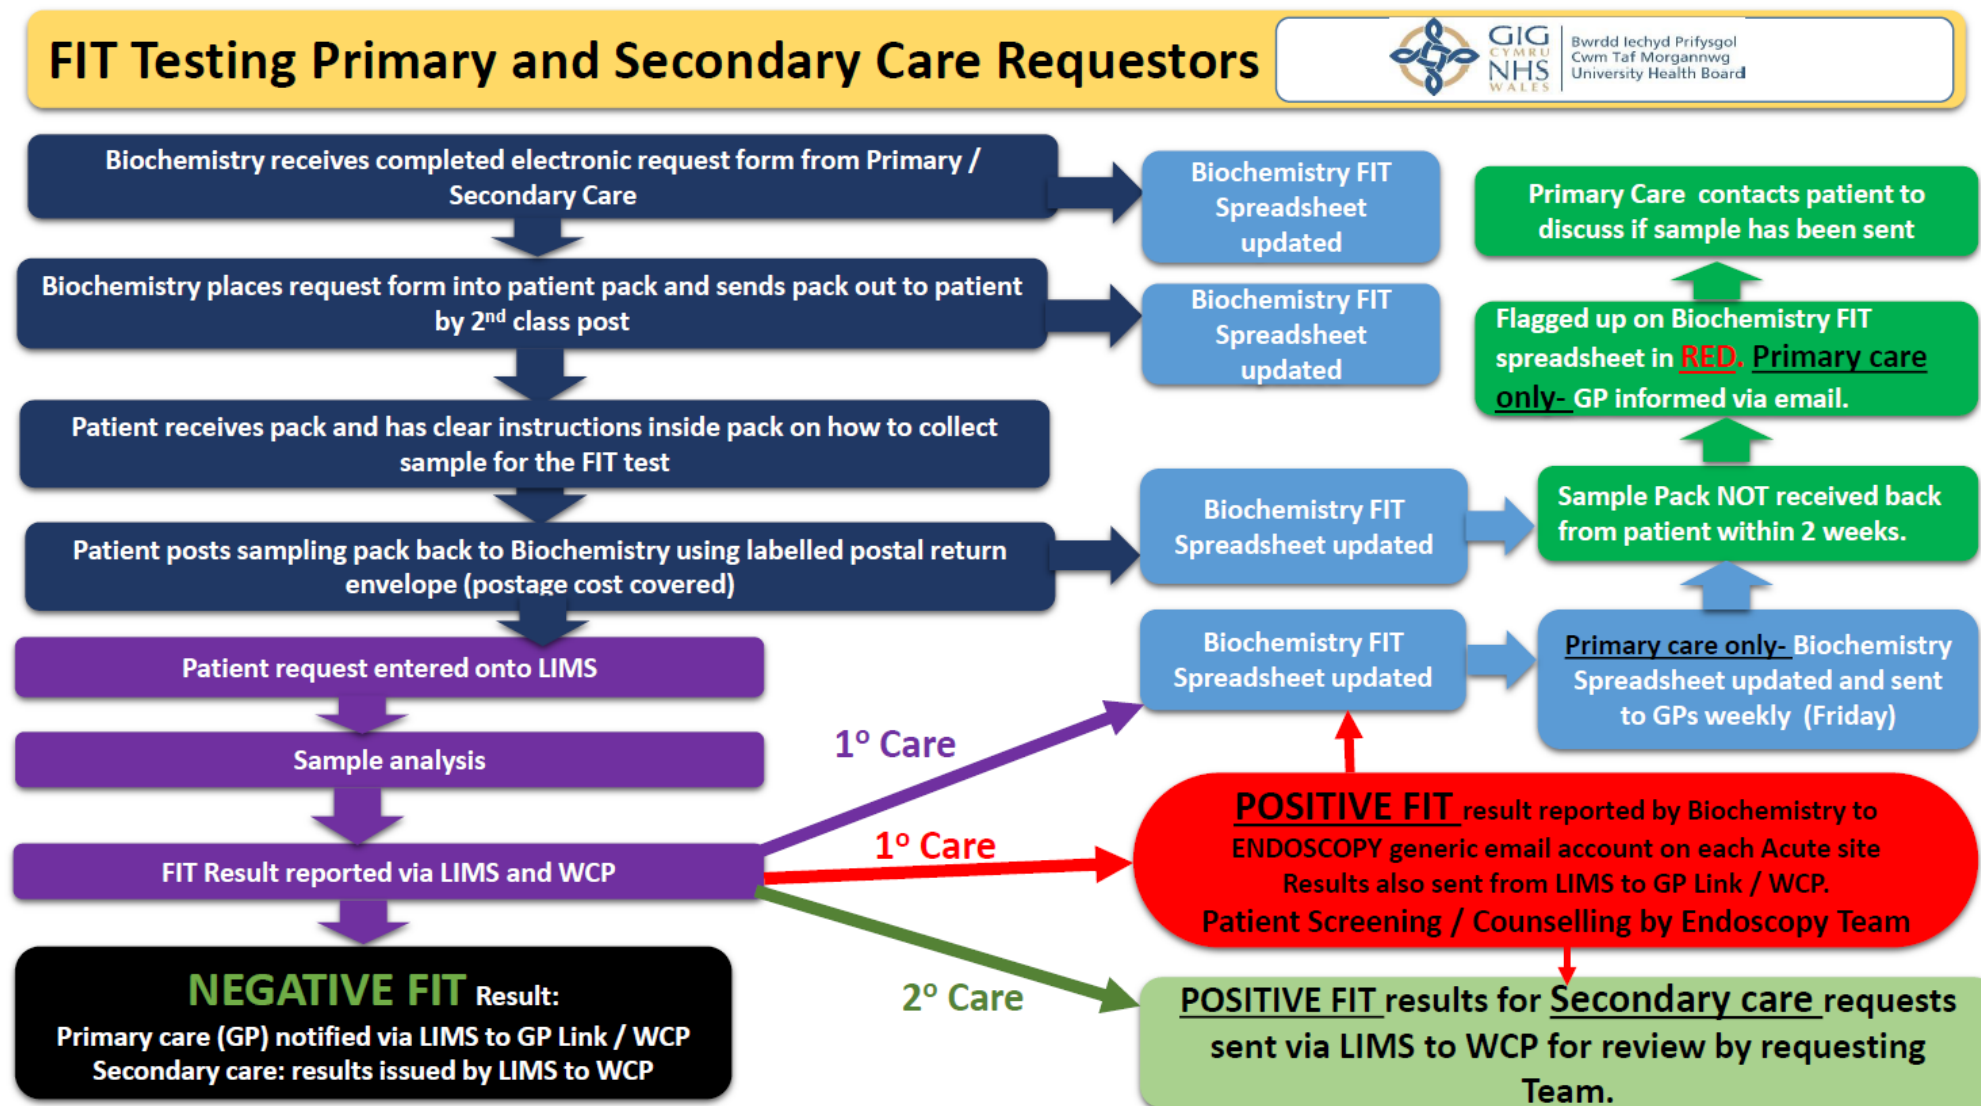 FIT Testing Primary and Secondary Care Requestors
GIG
CYMRU
NHS
WALES
Bwrdd Iechyd Prifysgol
Cwm Taf Morgannwg
University Health Board
Biochemistry receives completed electronic request form from Primary /
Secondary Care
Biochemistry FIT
Spreadsheet
updated
Biochemistry places request form into patient pack and sends pack out to patient
by 2nd class post
Biochemistry FIT
Spreadsheet
updated
Patient receives pack and has clear instructions inside pack on how to collect
sample for the FIT test
Patient posts sampling pack back to Biochemistry using labelled postal return
envelope (postage cost covered)
Biochemistry FIT
Spreadsheet updated
Sample Pack NOT received back
from patient within 2 weeks.
Flagged up on Biochemistry FIT
spreadsheet in RED. Primary care
only- GP informed via email.
Primary Care contacts patient to
discuss if sample has been sent
Patient request entered onto LIMS
Sample analysis
FIT Result reported via LIMS and WCP
1o Care
Biochemistry FIT
Spreadsheet updated
Primary care only- Biochemistry
Spreadsheet updated and sent
to GPs weekly (Friday)
1o Care
POSITIVE FIT result reported by Biochemistry to
ENDOSCOPY generic email account on each Acute site
Results also sent from LIMS to GP Link / WCP.
Patient Screening / Counselling by Endoscopy Team
2o Care
POSITIVE FIT results for Secondary care requests
sent via LIMS to WCP for review by requesting
Team.
NEGATIVE FIT Result:
Primary care (GP) notified via LIMS to GP Link / WCP
Secondary care: results issued by LIMS to WCP